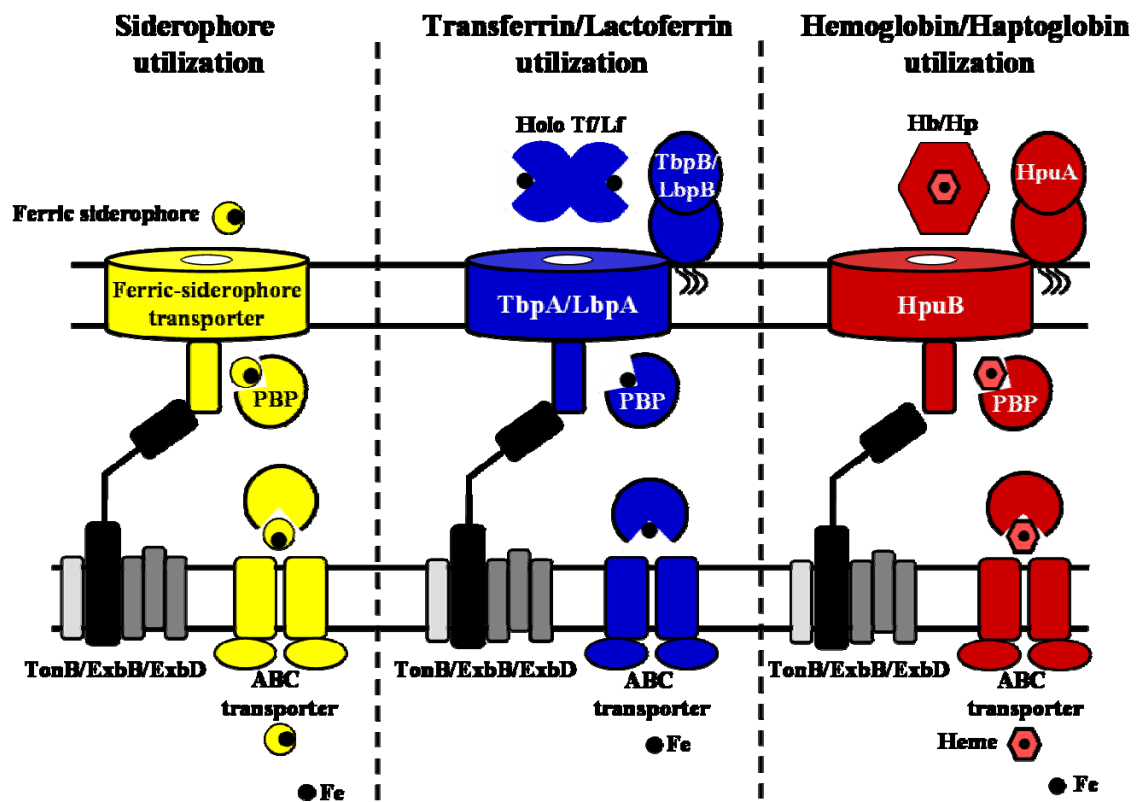 Siderophore
utilization
Ferric siderophore
Ferric-siderophore
transporter
PBP
TonB/ExbB/ExbD
ABC
transporter
Fe
Transferrin/Lactoferrin
utilization
Holo Tf/Lf
TbpB/
LbpB
TbpA/LbpA
PBP
TonB/ExbB/ExbD
ABC
transporter
Fe
Hemoglobin/Haptoglobin
utilization
Hb/Hp
HpuA
HpuB
PBP
TonB/ExbB/ExbD
ABC
transporter
Heme
Fe